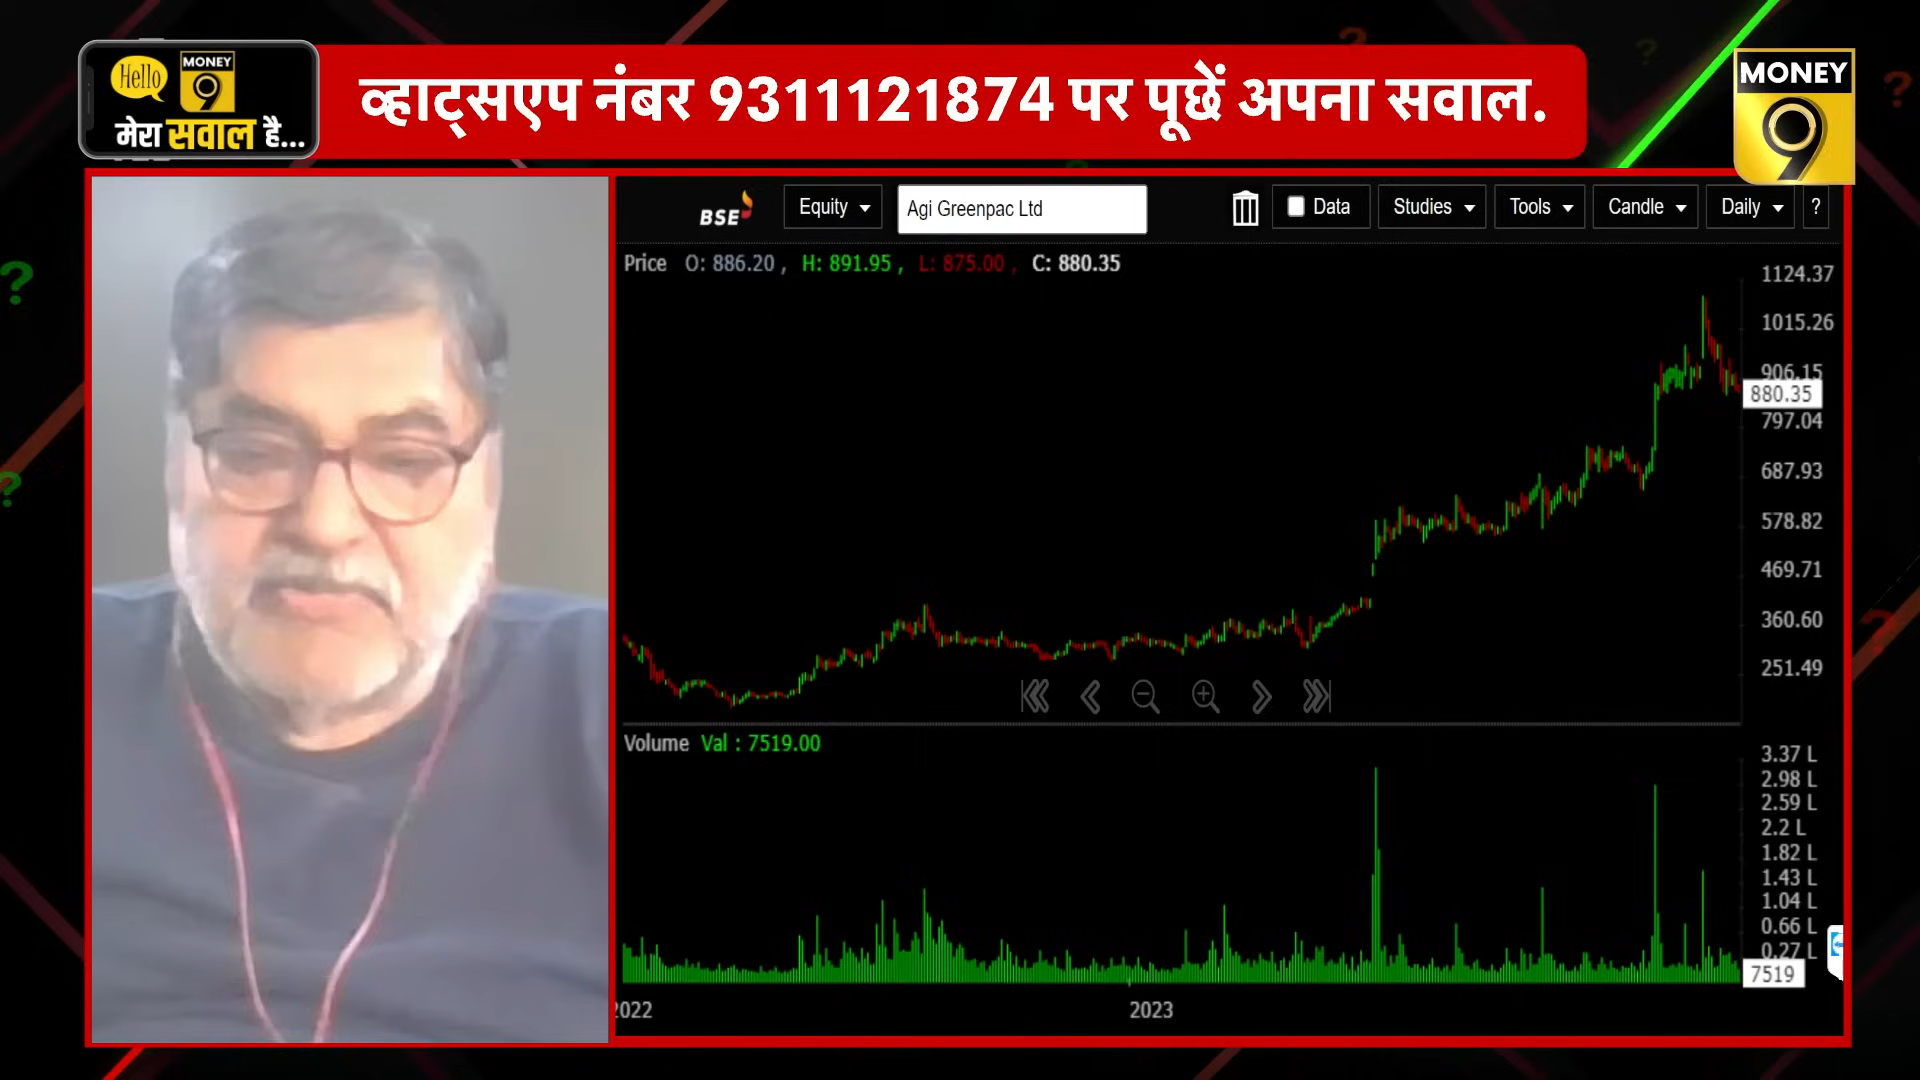 Hello
MONEY
9
मेरा सवाल है...
व्हाट्सएप नंबर 9311121874 पर पूछें अपना सवाल.
MONEY
9
BSE
Equity
Agi Greenpac Ltd
Data
Studies
Tools
Candle
Daily
?
Price O: 886.20 , H: 891.95 , L: 875.00 , C: 880.35
1124.37
1015.26
906.15
880.35
797.04
687.93
578.82
469.71
360.60
251.49
Volume Val : 7519.00
3.37 L
2.98 L
2.59 L
2.2 L
1.82 L
1.43 L
1.04 L
0.66 L
0.27 L
7519
2022
2023